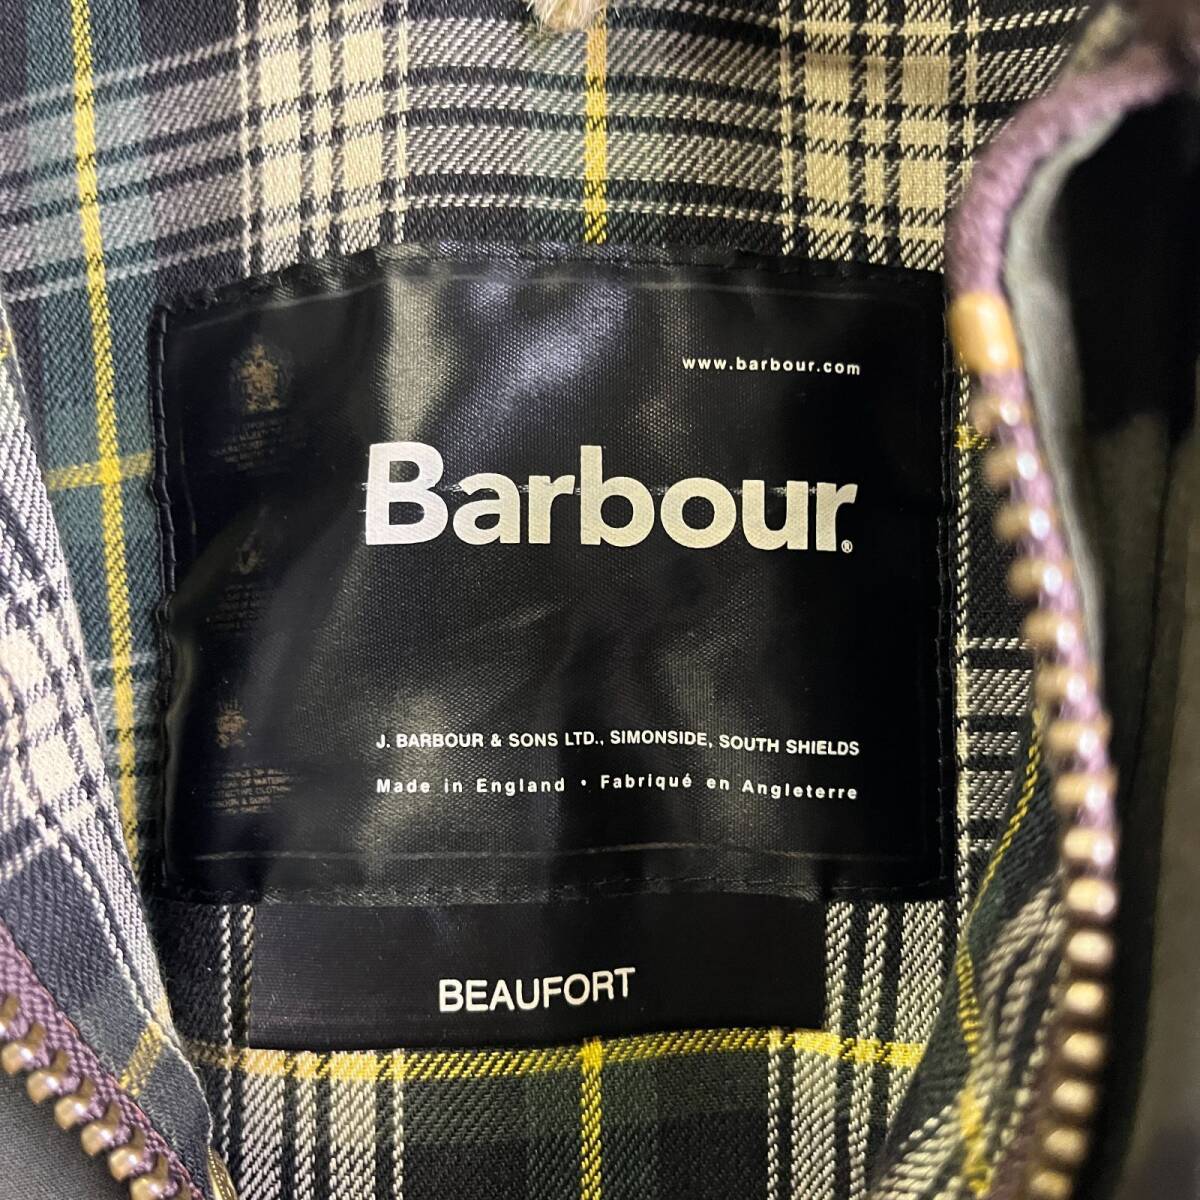 www.barbour.com
Barbour®
J. BARBOUR & SONS LTD., SIMONSIDE, SOUTH SHIELDS
Made in England • Fabriqué en Angleterre
BEAUFORT